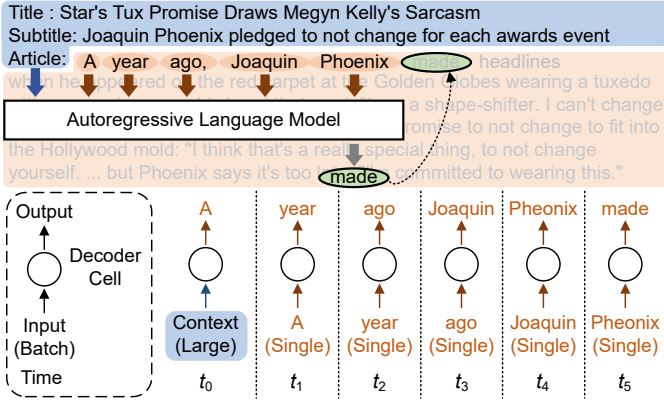 Title : Star's Tux Promise Draws Megyn Kelly's Sarcasm
Subtitle: Joaquin Phoenix pledged to not change for each awards event
Article: A year ago, Joaquin Phoenix made headlines
when he appeared on the red carpet at the Golden Globes wearing a tuxedo
a shape-shifter. I can't change
Autoregressive Language Model
promise to not change to fit into
the Hollywood mold: "I think that's a really special thing, to not change
yourself. ... but Phoenix says it's too committed to wearing this."
made
Output
Decoder
Cell
Input
(Batch)
Time
A year ago Joaquin Pheonix made
Context A year ago Joaquin Pheonix
(Large) (Single) (Single) (Single) (Single) (Single)
t0 t1 t2 t3 t4 t5